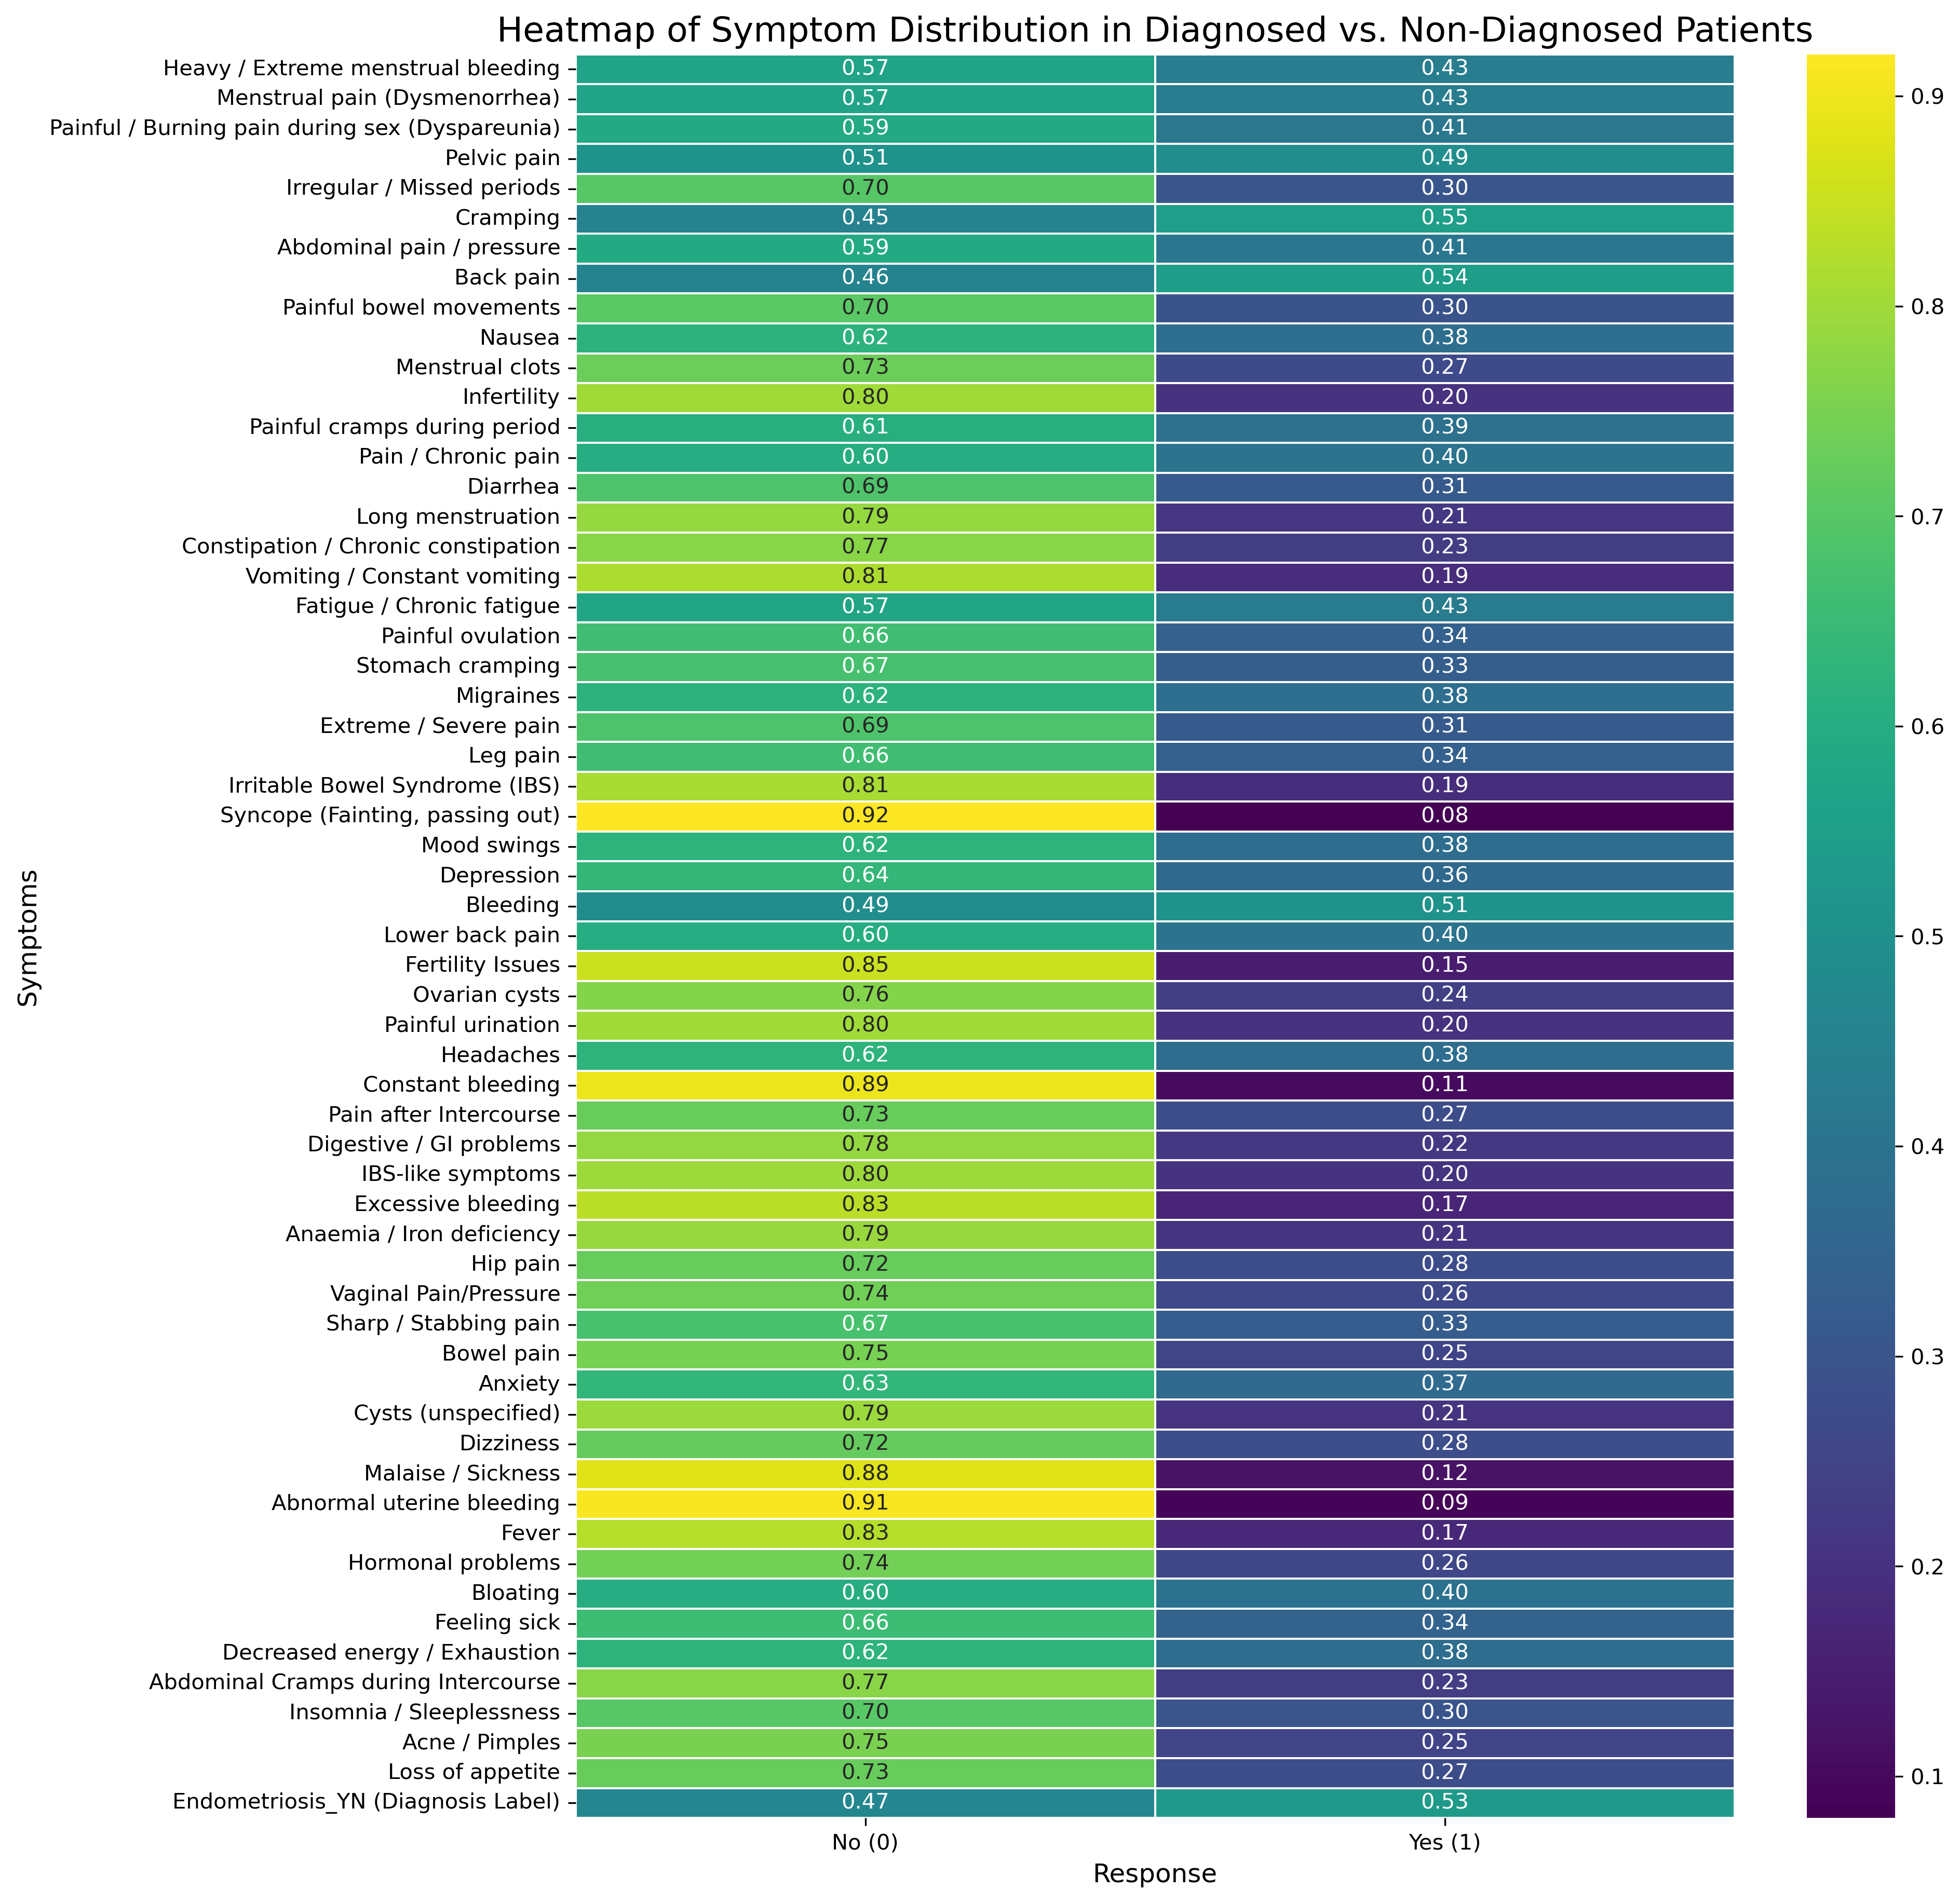 Heatmap of Symptom Distribution in Diagnosed vs. Non-Diagnosed Patients
Heavy / Extreme menstrual bleeding 0.57 0.43
Menstrual pain (Dysmenorrhea) 0.57 0.43
Painful / Burning pain during sex (Dyspareunia) 0.59 0.41
Pelvic pain 0.51 0.49
Irregular / Missed periods 0.70 0.30
Cramping 0.45 0.55
Abdominal pain / pressure 0.59 0.41
Back pain 0.46 0.54
Painful bowel movements 0.70 0.30
Nausea 0.62 0.38
Menstrual clots 0.73 0.27
Infertility 0.80 0.20
Painful cramps during period 0.61 0.39
Pain / Chronic pain 0.60 0.40
Diarrhea 0.69 0.31
Long menstruation 0.79 0.21
Constipation / Chronic constipation 0.77 0.23
Vomiting / Constant vomiting 0.81 0.19
Fatigue / Chronic fatigue 0.57 0.43
Painful ovulation 0.66 0.34
Stomach cramping 0.67 0.33
Migraines 0.62 0.38
Extreme / Severe pain 0.69 0.31
Leg pain 0.66 0.34
Irritable Bowel Syndrome (IBS) 0.81 0.19
Syncope (Fainting, passing out) 0.92 0.08
Mood swings 0.62 0.38
Depression 0.64 0.36
Bleeding 0.49 0.51
Lower back pain 0.60 0.40
Fertility Issues 0.85 0.15
Ovarian cysts 0.76 0.24
Painful urination 0.80 0.20
Headaches 0.62 0.38
Constant bleeding 0.89 0.11
Pain after Intercourse 0.73 0.27
Digestive / GI problems 0.78 0.22
IBS-like symptoms 0.80 0.20
Excessive bleeding 0.83 0.17
Anaemia / Iron deficiency 0.79 0.21
Hip pain 0.72 0.28
Vaginal Pain/Pressure 0.74 0.26
Sharp / Stabbing pain 0.67 0.33
Bowel pain 0.75 0.25
Anxiety 0.63 0.37
Cysts (unspecified) 0.79 0.21
Dizziness 0.72 0.28
Malaise / Sickness 0.88 0.12
Abnormal uterine bleeding 0.91 0.09
Fever 0.83 0.17
Hormonal problems 0.74 0.26
Bloating 0.60 0.40
Feeling sick 0.66 0.34
Decreased energy / Exhaustion 0.62 0.38
Abdominal Cramps during Intercourse 0.77 0.23
Insomnia / Sleeplessness 0.70 0.30
Acne / Pimples 0.75 0.25
Loss of appetite 0.73 0.27
Endometriosis_YN (Diagnosis Label) 0.47 0.53
No (0) Yes (1)
Response
Symptoms
0.9
0.8
0.7
0.6
0.5
0.4
0.3
0.2
0.1